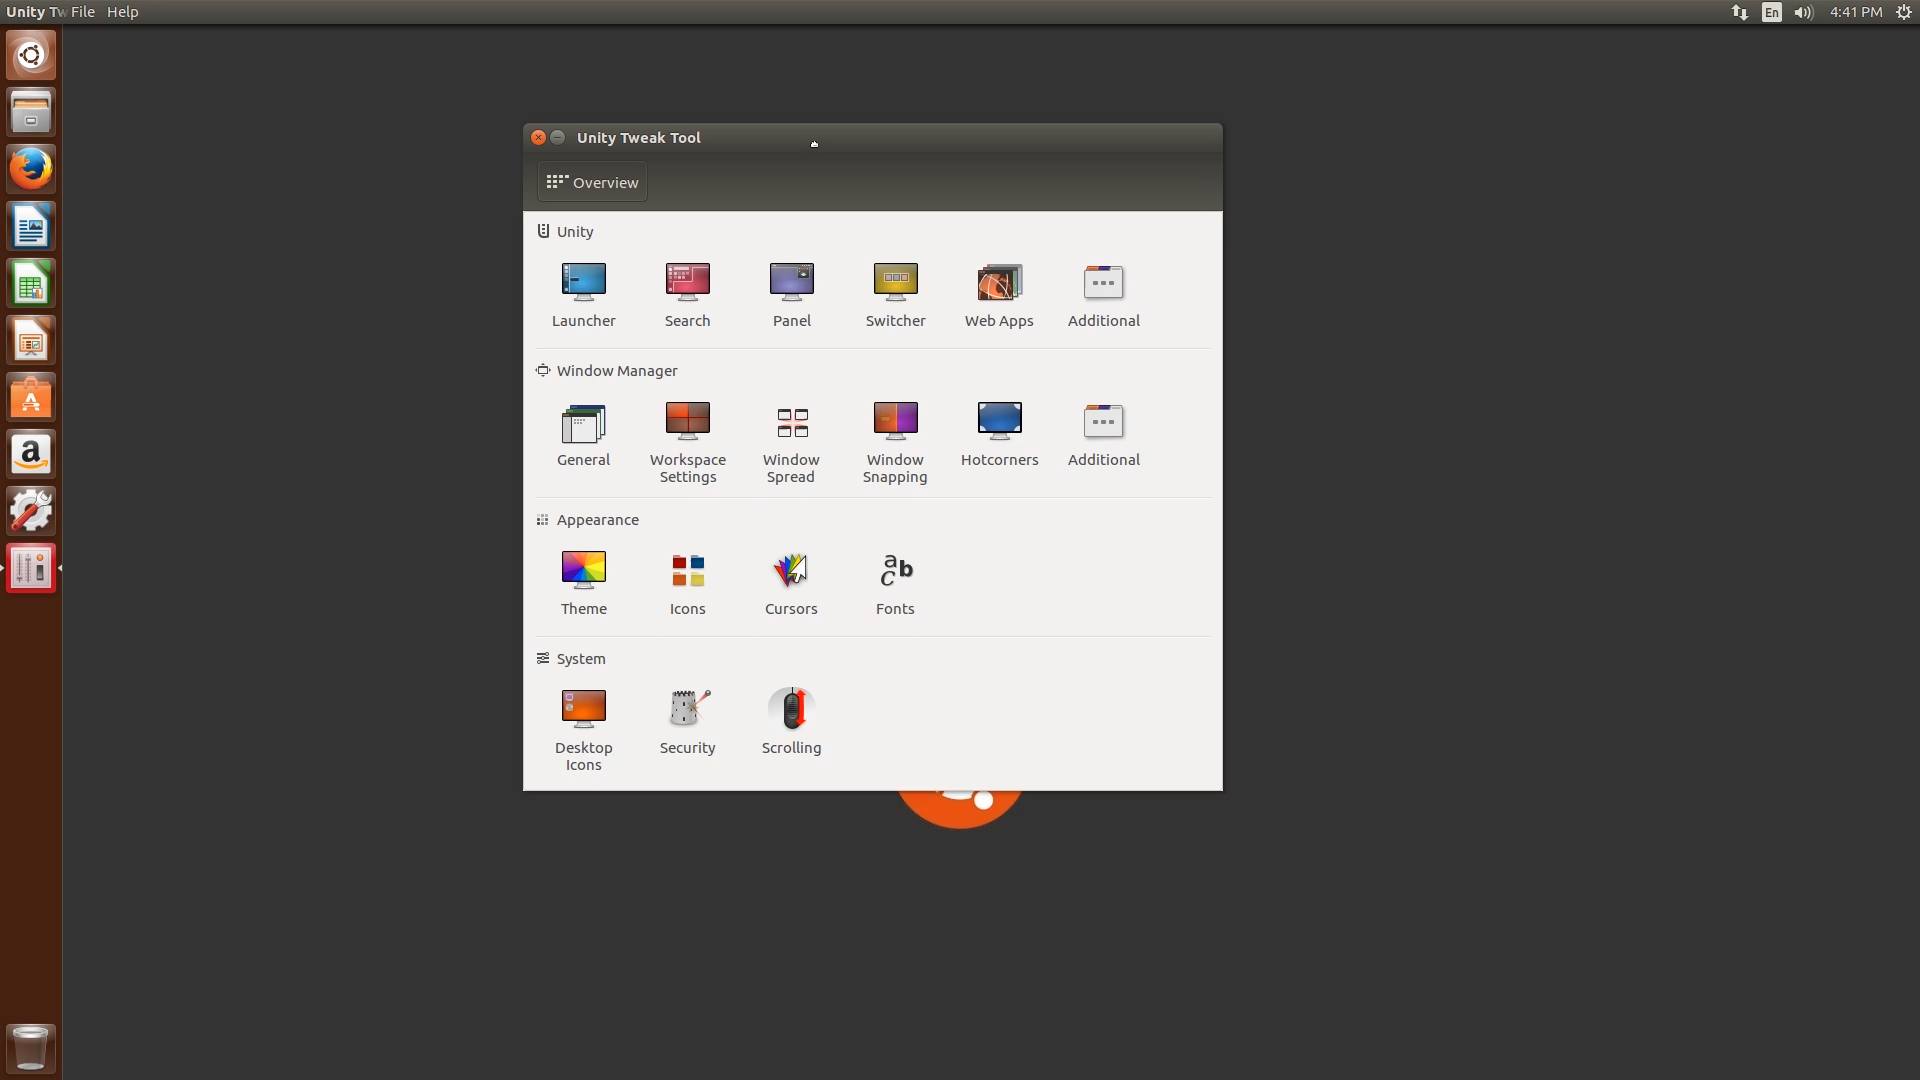 Unity Tw File Help
En
4:41 PM
Unity Tweak Tool
Overview
Unity
Launcher
Search
Panel
Switcher
Web Apps
Additional
Window Manager
General
Workspace
Settings
Window
Spread
Window
Snapping
Hotcorners
Additional
Appearance
Theme
Icons
Cursors
Fonts
System
Desktop
Icons
Security
Scrolling